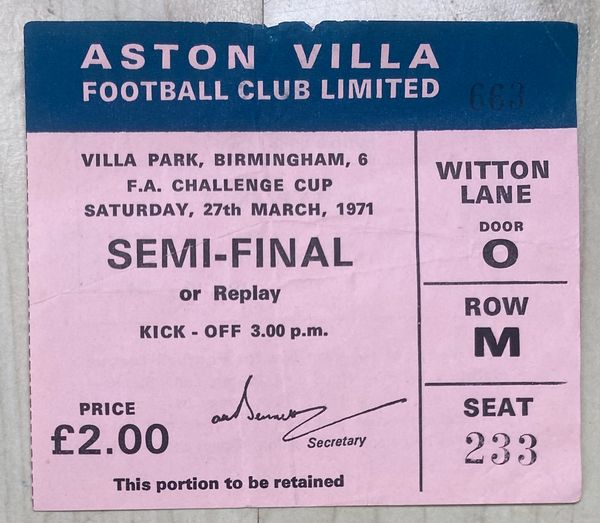 ASTON VILLA
FOOTBALL CLUB LIMITED
663
VILLA PARK, BIRMINGHAM, 6
F.A. CHALLENGE CUP
SATURDAY, 27th MARCH, 1971
SEMI-FINAL
or Replay
KICK - OFF 3.00 p.m.
PRICE
£2.00
Secretary
This portion to be retained
WITTON
LANE
DOOR
O
ROW
M
SEAT
233